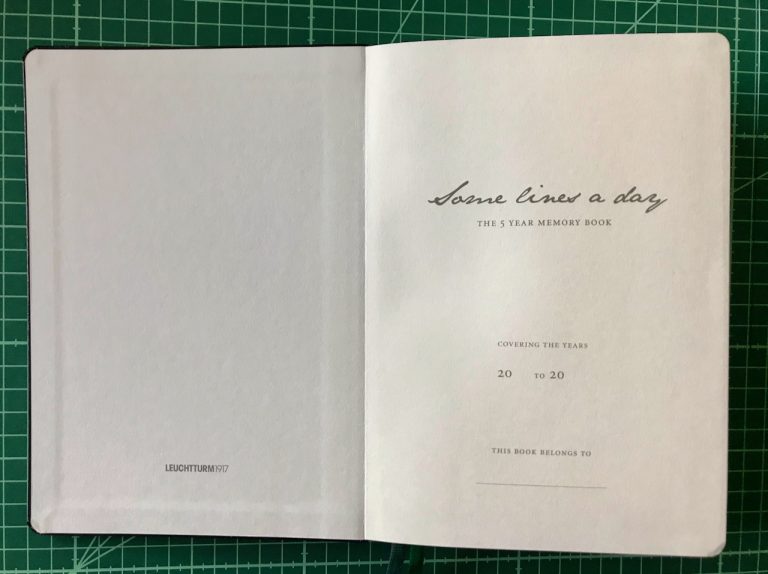 LEUCHTTURM1917
Some lines a day
THE 5 YEAR MEMORY BOOK
COVERING THE YEARS
20 TO 20
THIS BOOK BELONGS TO